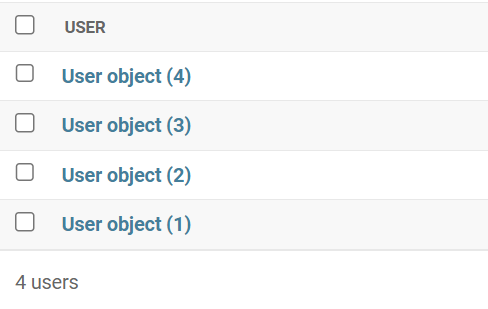 USER
User object (4)
User object (3)
User object (2)
User object (1)
4 users